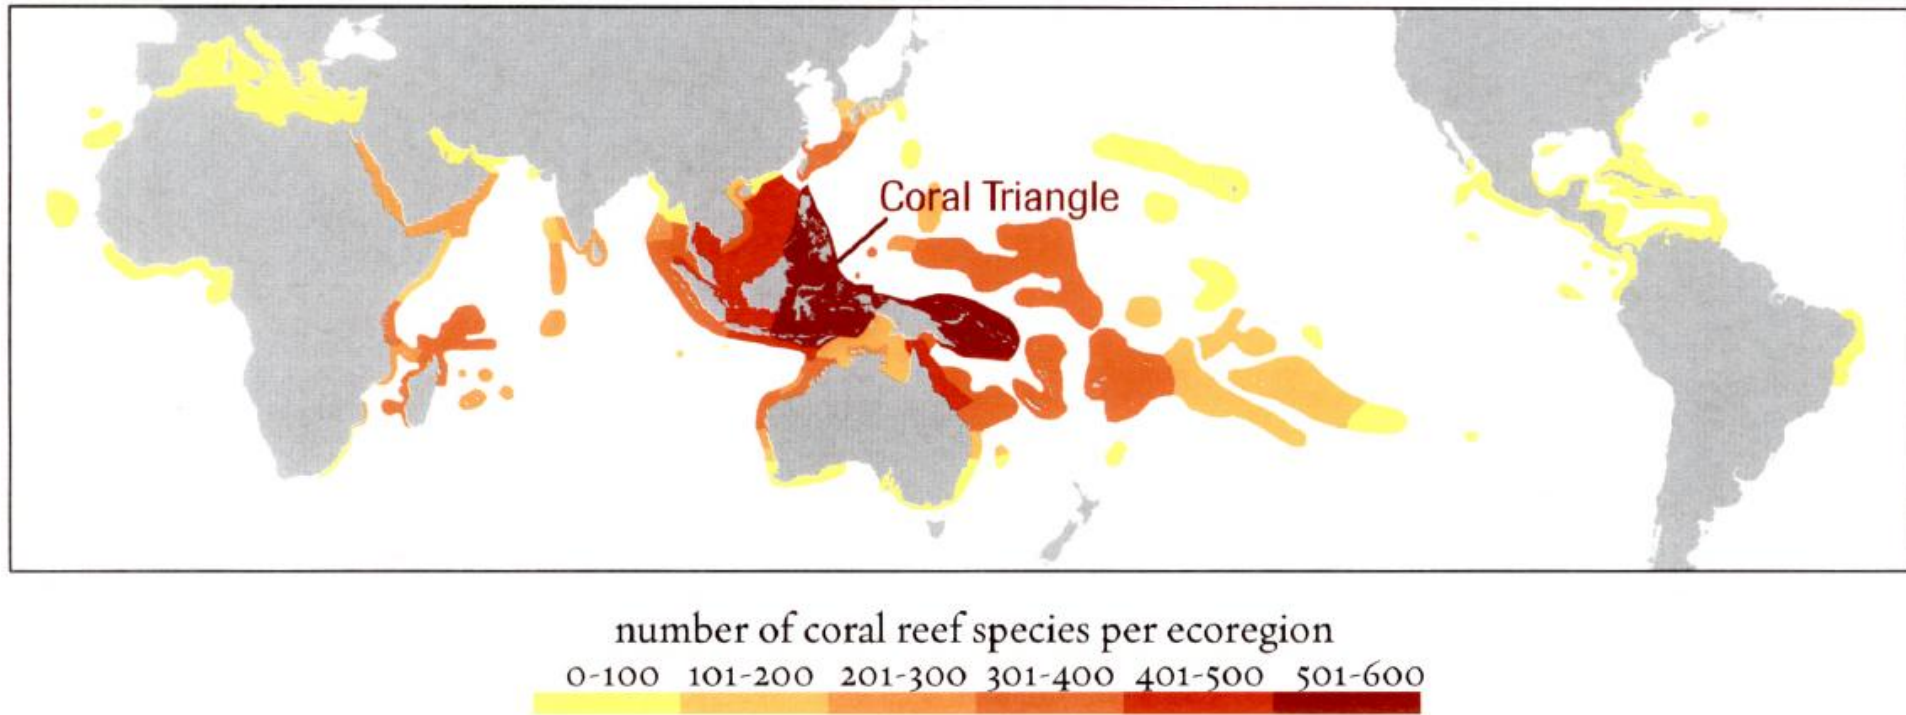 Coral Triangle
number of coral reef species per ecoregion
0-100 101-200 201-300 301-400 401-500 501-600